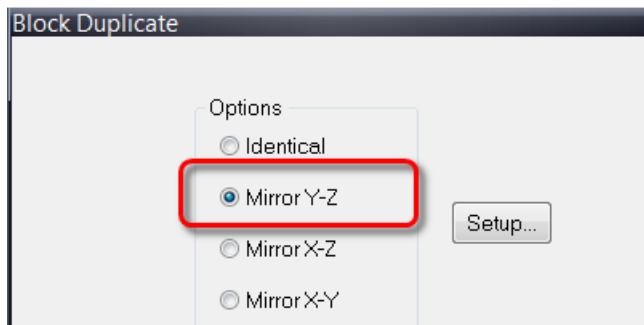 Block Duplicate
Options
Identical
Mirror Y-Z
Setup...
Mirror X-Z
Mirror X-Y